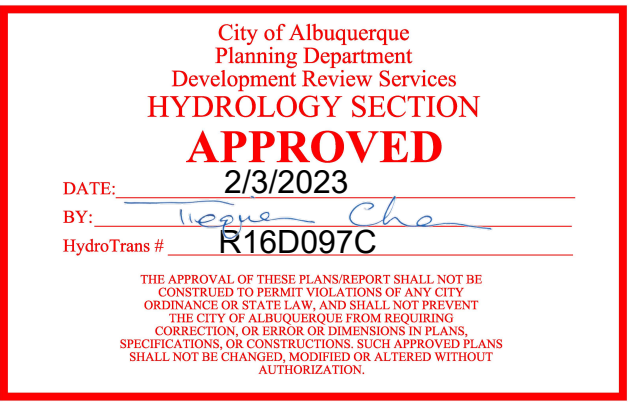 City of Albuquerque
Planning Department
Development Review Services
HYDROLOGY SECTION
APPROVED
DATE: 2/3/2023
BY:
HydroTrans # R16D097C
THE APPROVAL OF THESE PLANS/REPORT SHALL NOT BE
CONSTRUED TO PERMIT VIOLATIONS OF ANY CITY
ORDINANCE OR STATE LAW, AND SHALL NOT PREVENT
THE CITY OF ALBUQUERQUE FROM REQUIRING
CORRECTION, OR ERROR OR DIMENSIONS IN PLANS,
SPECIFICATIONS, OR CONSTRUCTIONS. SUCH APPROVED PLANS
SHALL NOT BE CHANGED, MODIFIED OR ALTERED WITHOUT
AUTHORIZATION.